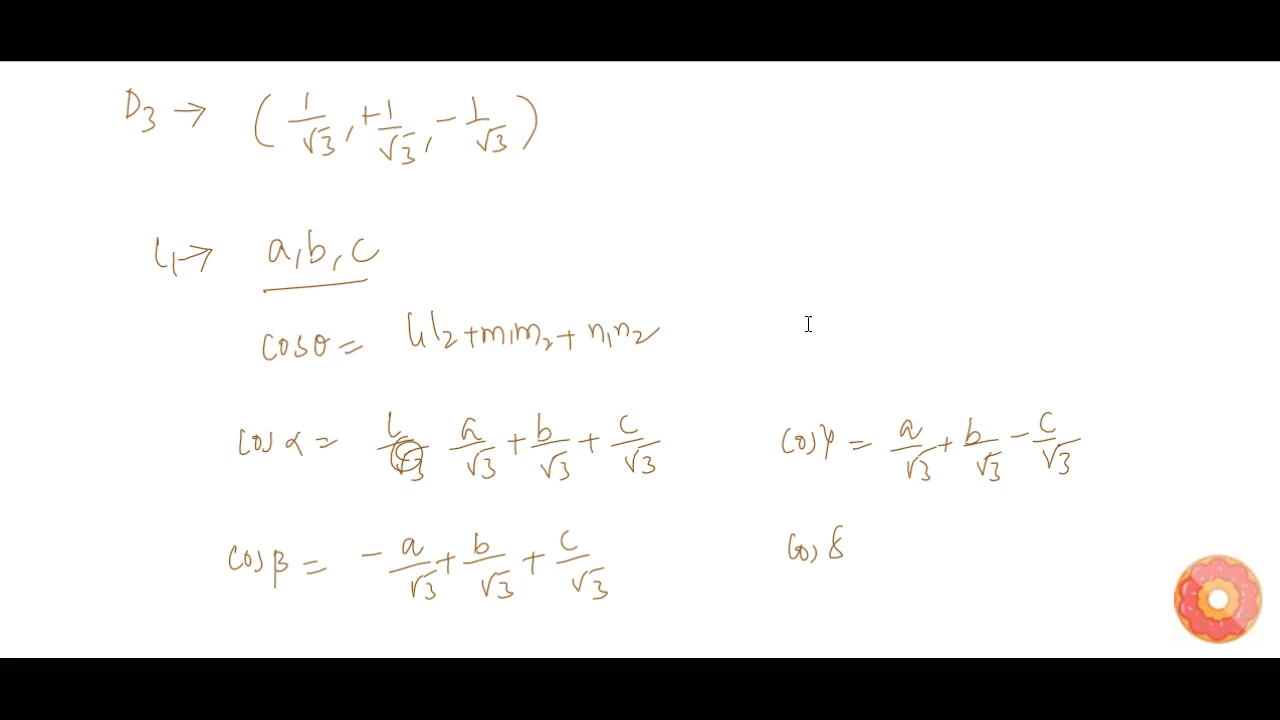 D₃ → (1/√3, +1/√3, -1/√3)
L₁ → a, b, c
cosθ = l₁l₂ + m₁m₂ + n₁n₂
cos α = a/√3 + b/√3 + c/√3
cos β = -a/√3 + b/√3 + c/√3
cos γ = a/√3 + b/√3 - c/√3
cos δ